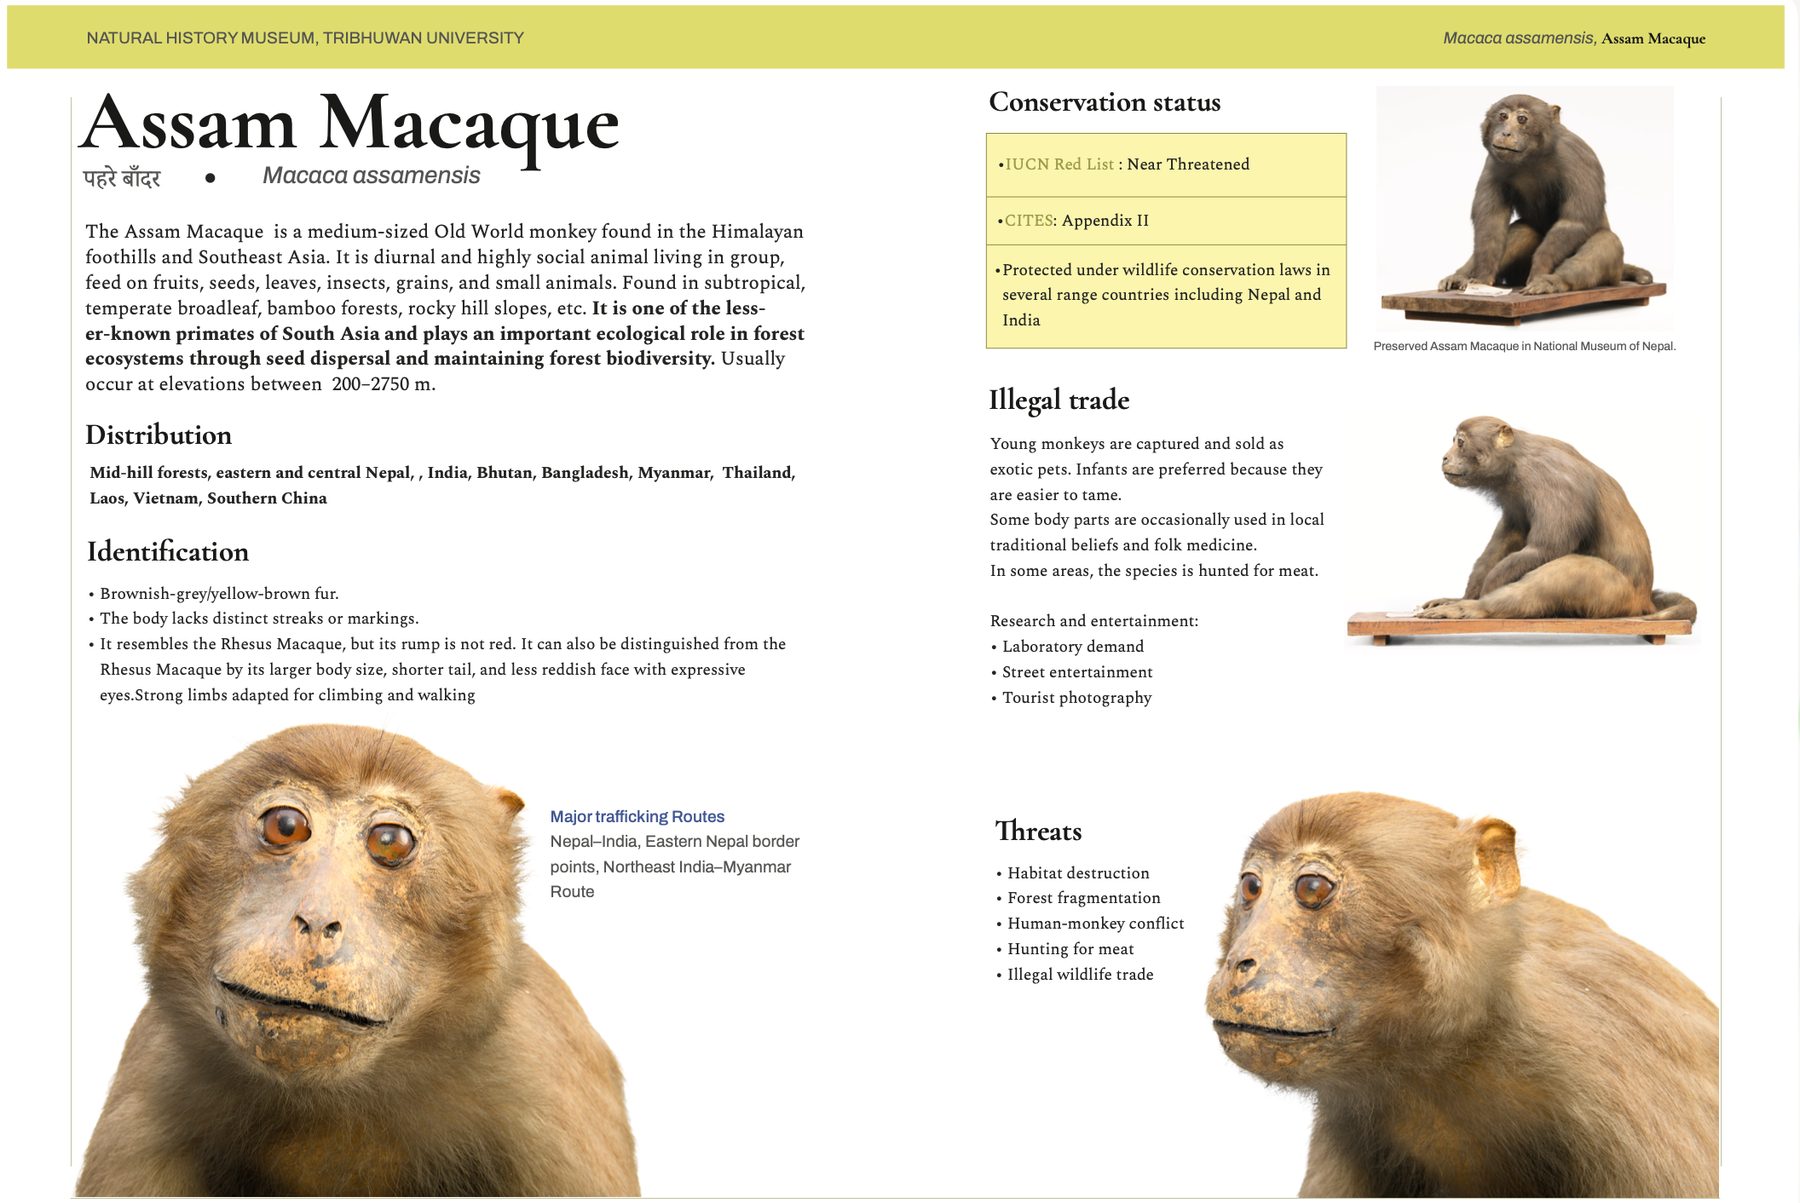 NATURAL HISTORY MUSEUM, TRIBHUWAN UNIVERSITY
Macaca assamensis, Assam Macaque
Assam Macaque
पहरे बाँदर • Macaca assamensis
The Assam Macaque is a medium-sized Old World monkey found in the Himalayan
foothills and Southeast Asia. It is diurnal and highly social animal living in group,
feed on fruits, seeds, leaves, insects, grains, and small animals. Found in subtropical,
temperate broadleaf, bamboo forests, rocky hill slopes, etc. It is one of the less-
er-known primates of South Asia and plays an important ecological role in forest
ecosystems through seed dispersal and maintaining forest biodiversity. Usually
occur at elevations between 200–2750 m.
Distribution
Mid-hill forests, eastern and central Nepal, , India, Bhutan, Bangladesh, Myanmar, Thailand,
Laos, Vietnam, Southern China
Identification
• Brownish-grey/yellow-brown fur.
• The body lacks distinct streaks or markings.
• It resembles the Rhesus Macaque, but its rump is not red. It can also be distinguished from the
Rhesus Macaque by its larger body size, shorter tail, and less reddish face with expressive
eyes.Strong limbs adapted for climbing and walking
Major trafficking Routes
Nepal–India, Eastern Nepal border
points, Northeast India–Myanmar
Route
Conservation status
•IUCN Red List : Near Threatened
•CITES: Appendix II
•Protected under wildlife conservation laws in
several range countries including Nepal and
India
Preserved Assam Macaque in National Museum of Nepal.
Illegal trade
Young monkeys are captured and sold as
exotic pets. Infants are preferred because they
are easier to tame.
Some body parts are occasionally used in local
traditional beliefs and folk medicine.
In some areas, the species is hunted for meat.
Research and entertainment:
• Laboratory demand
• Street entertainment
• Tourist photography
Threats
• Habitat destruction
• Forest fragmentation
• Human-monkey conflict
• Hunting for meat
• Illegal wildlife trade